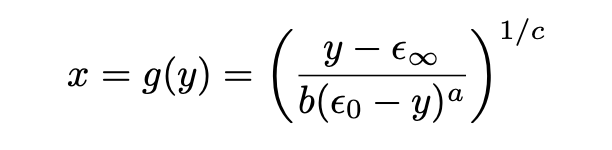 x = g(y) = \left( \frac{y - \epsilon_\infty}{b(\epsilon_0 - y)^a} \right)^{1/c}